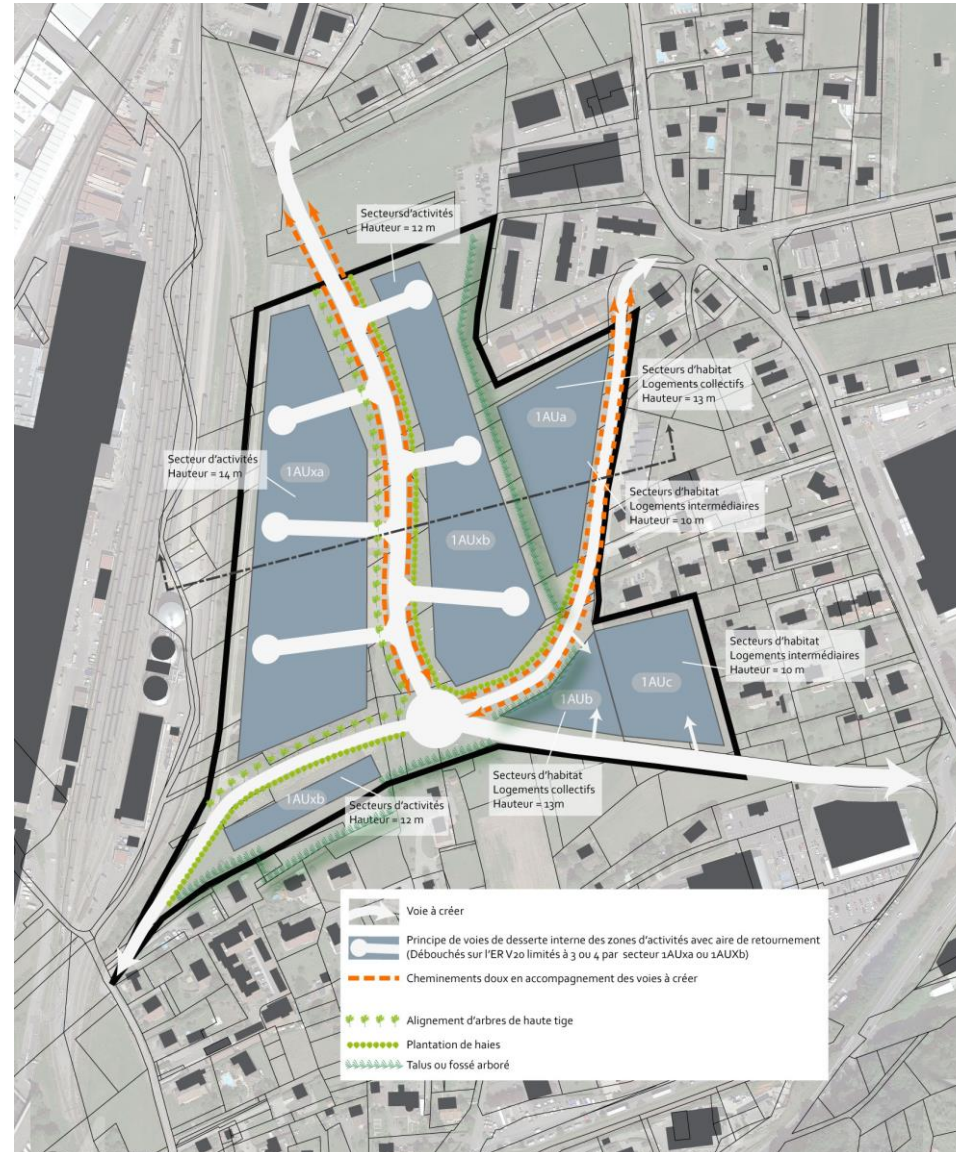 Secteursd'activités
Hauteur = 12 m
Secteurs d'habitat
Logements collectifs
Hauteur = 13 m
1AUa
Secteur d'activités
Hauteur = 14 m
1AUxa
Secteurs d'habitat
Logements intermédiaires
Hauteur = 10 m
1AUxb
Secteurs d'habitat
Logements intermédiaires
Hauteur = 10 m
1AUc
1AUb
Secteurs d'habitat
Logements collectifs
Hauteur = 13m
1AUxb
Secteurs d'activités
Hauteur = 12 m
Voie à créer
Principe de voies de desserte interne des zones d'activités avec aire de retournement
(Débouchés sur l'ER V20 limités à 3 ou 4 par secteur 1AUxa ou 1AUXb)
Cheminements doux en accompagnement des voies à créer
Alignement d'arbres de haute tige
Plantation de haies
Talus ou fossé arboré